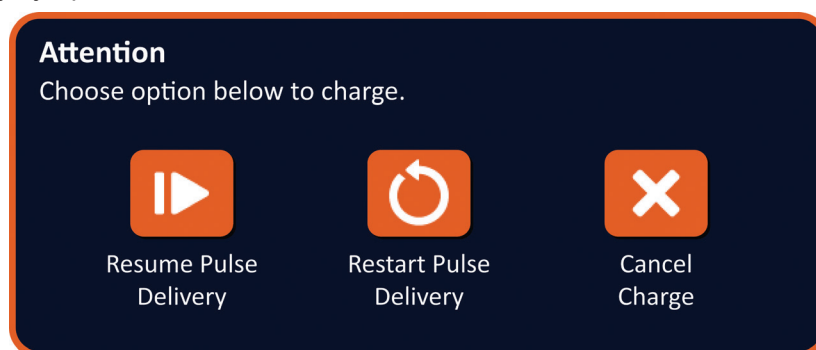 Attention
Choose option below to charge.
Resume Pulse
Delivery
Restart Pulse
Delivery
Cancel
Charge